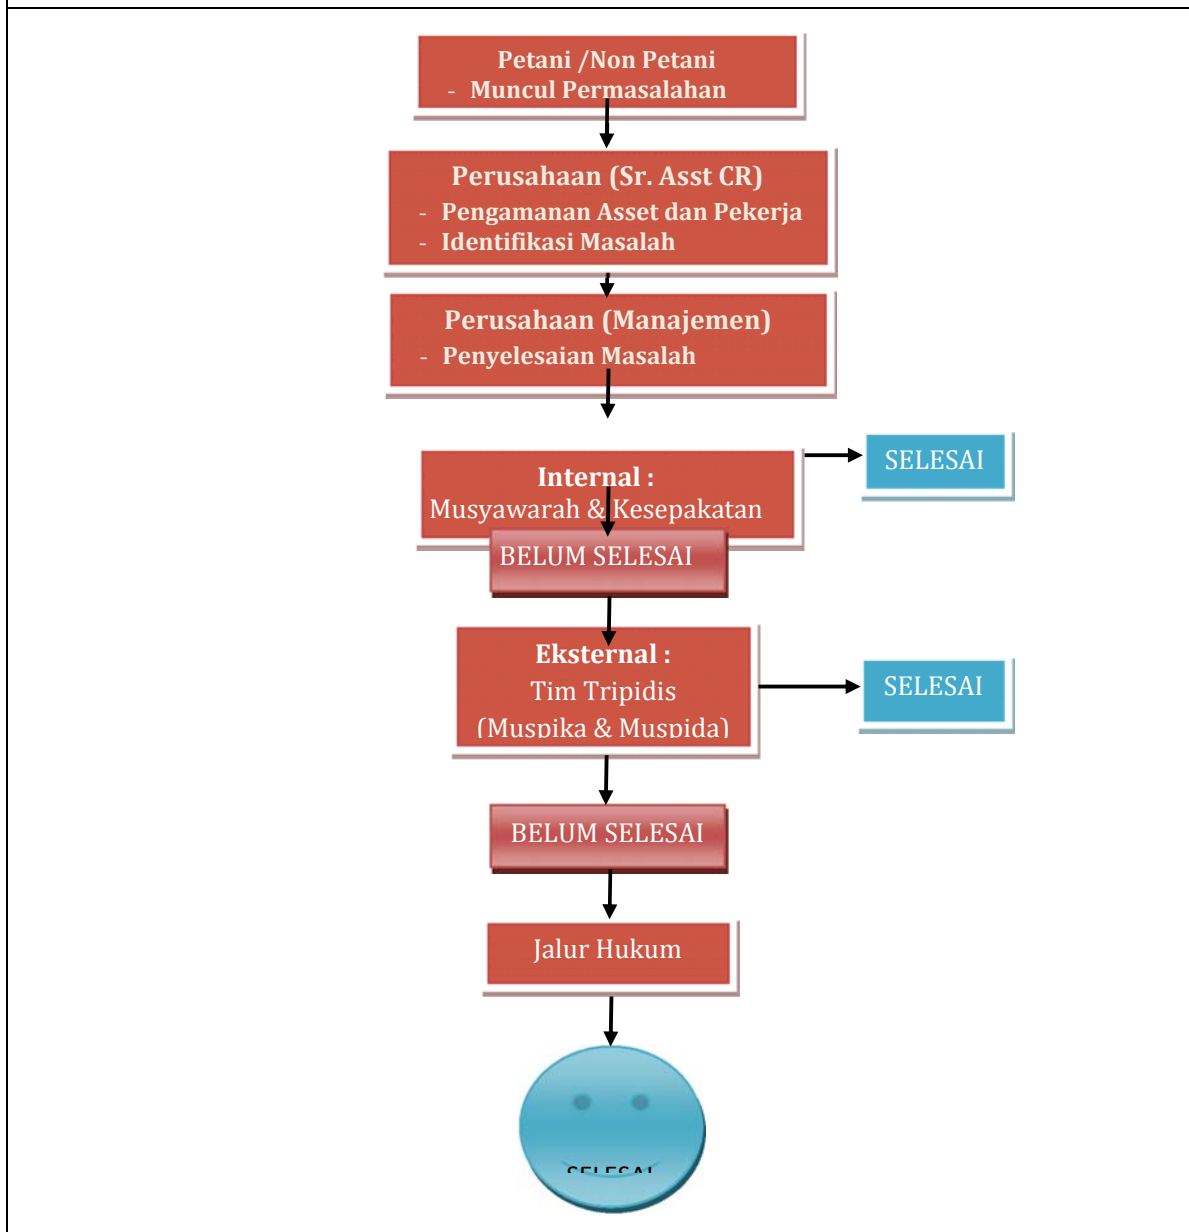 Petani /Non Petani
- Muncul Permasalahan
Perusahaan (Sr. Asst CR)
- Pengamanan Asset dan Pekerja
- Identifikasi Masalah
Perusahaan (Manajemen)
- Penyelesaian Masalah
Internal :
Musyawarah & Kesepakatan
SELESAI
BELUM SELESAI
Eksternal :
Tim Tripidis
(Muspika & Muspida)
SELESAI
BELUM SELESAI
Jalur Hukum
SELESAI